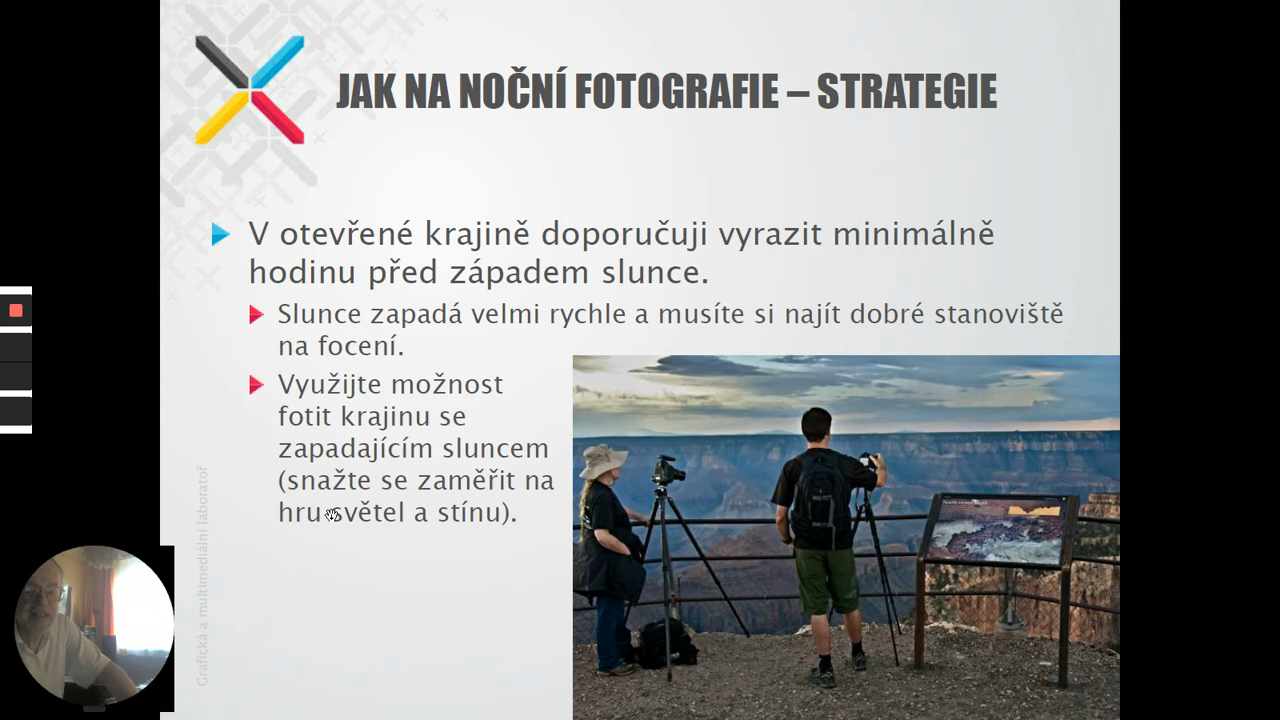 JAK NA NOČNÍ FOTOGRAFIE – STRATEGIE
V otevřené krajině doporučuji vyrazit minimálně
hodinu před západem slunce.
Slunce zapadá velmi rychle a musíte si najít dobré stanoviště
na focení.
Využijte možnost
fotit krajinu se
zapadajícím sluncem
(snažte se zaměřit na
hru světel a stínu).
Grafická a multimediální laboratoř